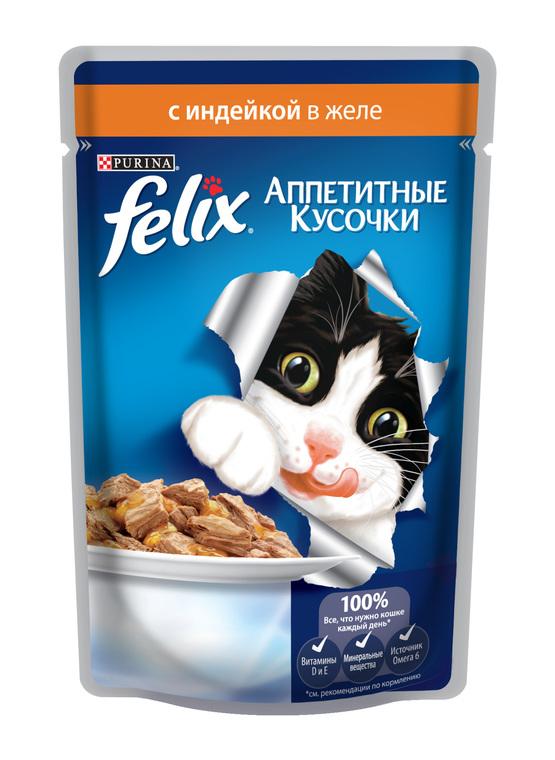 с индейкой в желе
PURINA®
felix®
Аппетитные
Кусочки
100%
Все, что нужно кошке
каждый день*
Витамины
D и E
Минеральные
вещества
Источник
Омега 6
*см. рекомендации по кормлению